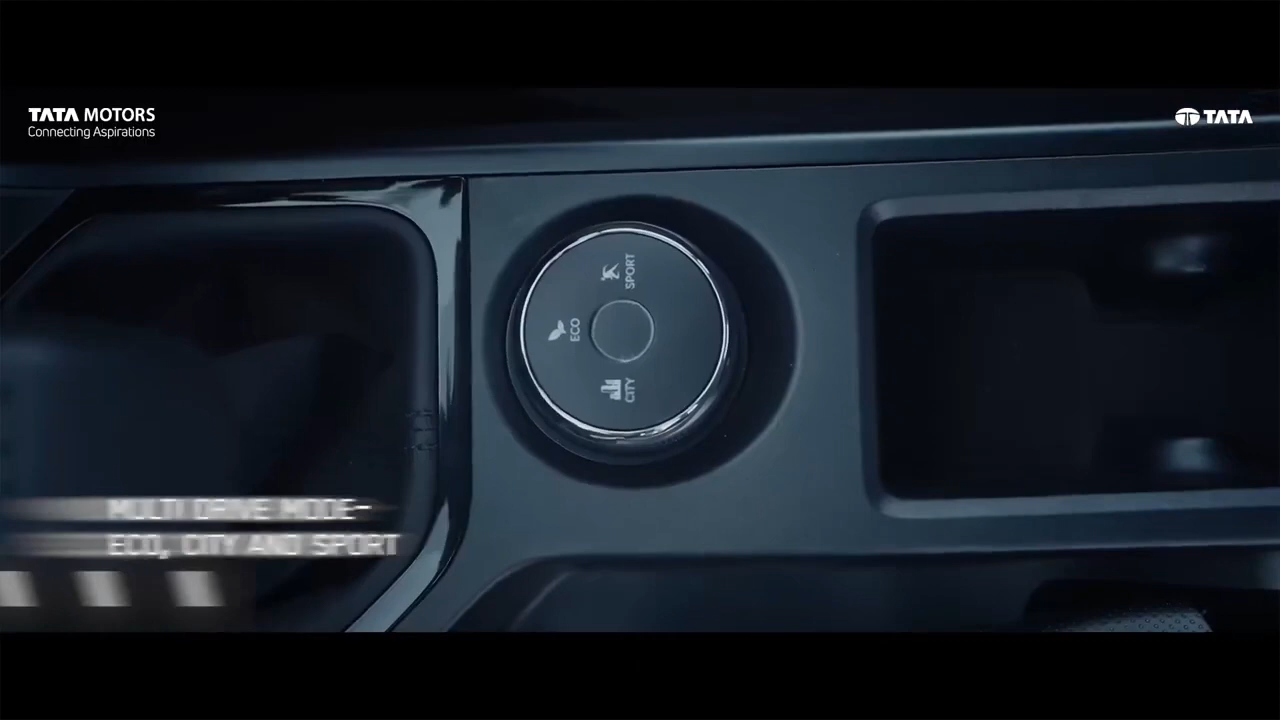 TATA MOTORS
Connecting Aspirations
TATA
SPORT
ECO
CITY
MULTI DRIVE MODE-
ECO, CITY AND SPORT